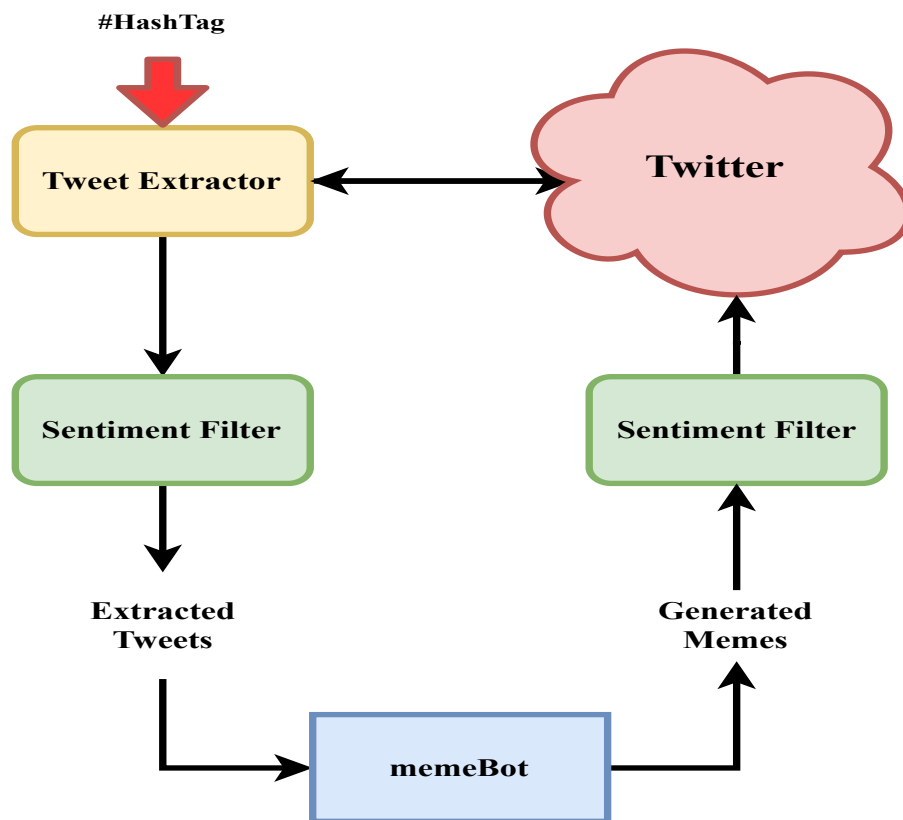 #HashTag
Tweet Extractor
Twitter
Sentiment Filter
Sentiment Filter
Extracted
Tweets
Generated
Memes
memeBot